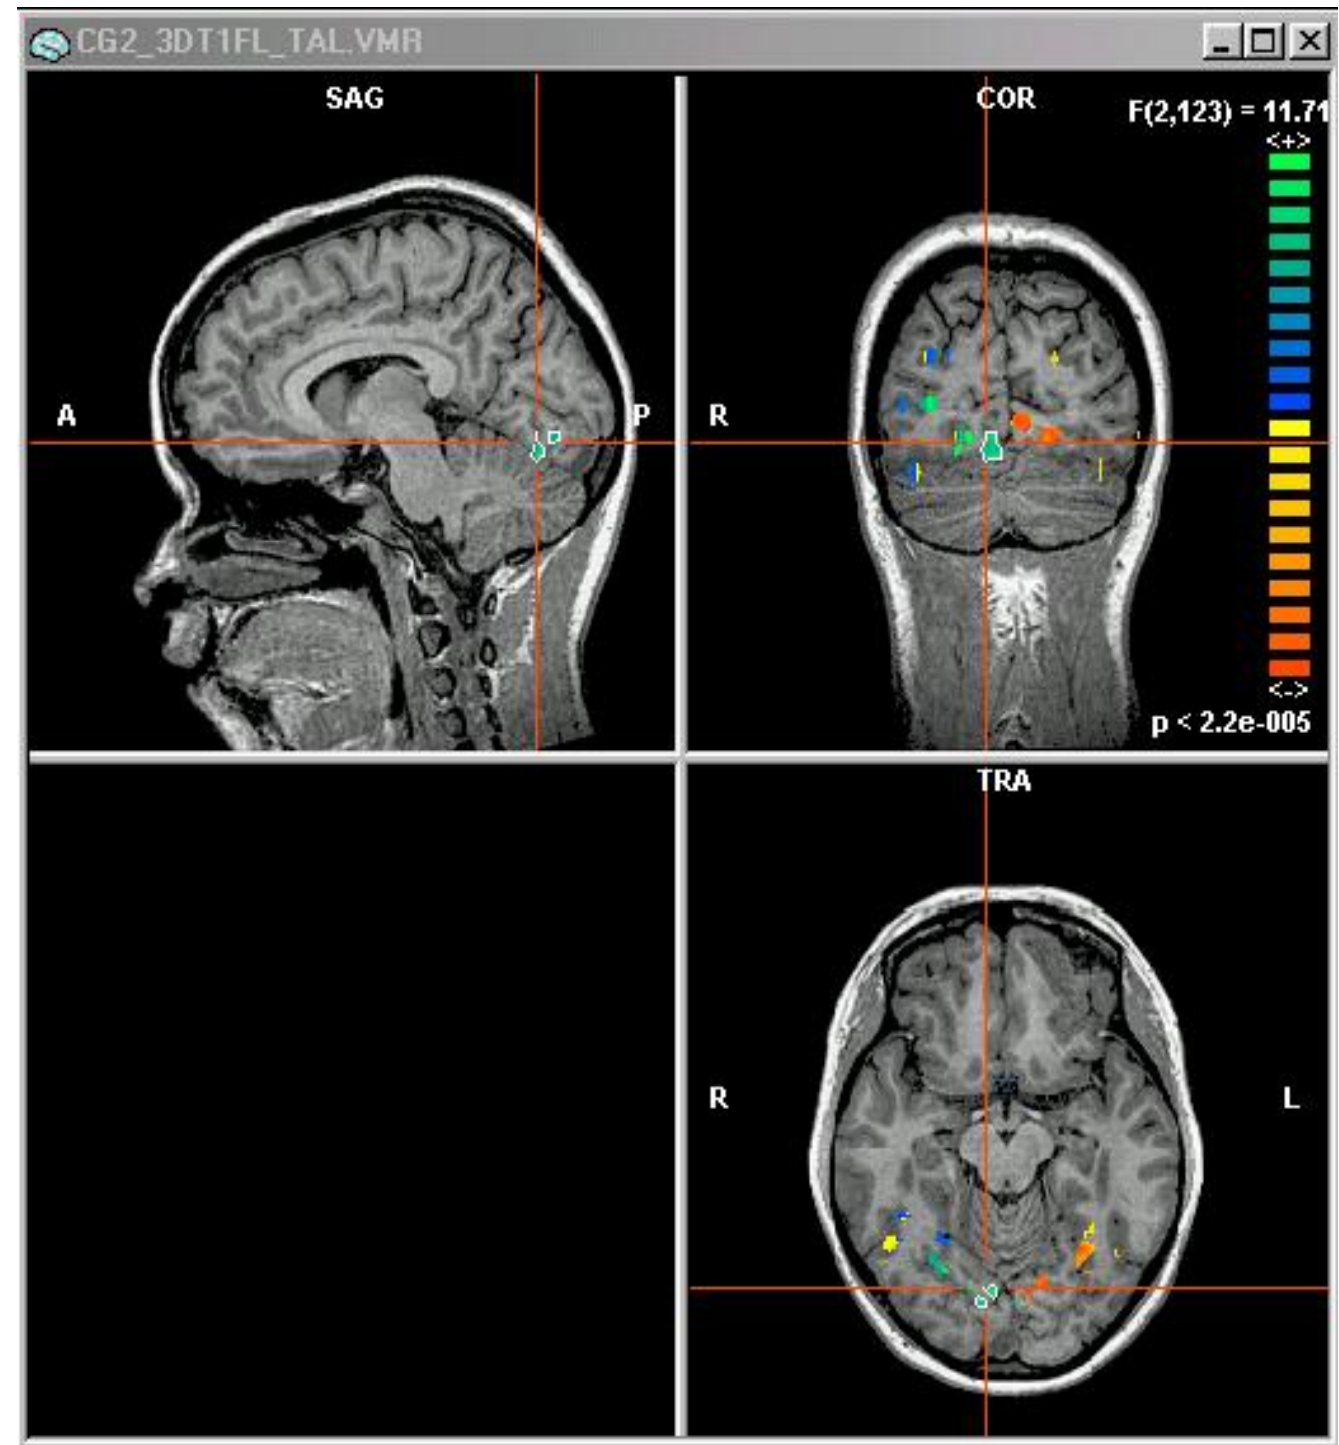 CG2_3DT1FL_TAL.VMR
SAG
A
P
COR
F(2,123) = 11.71
<+>
R
<->
p < 2.2e-005
TRA
R
L